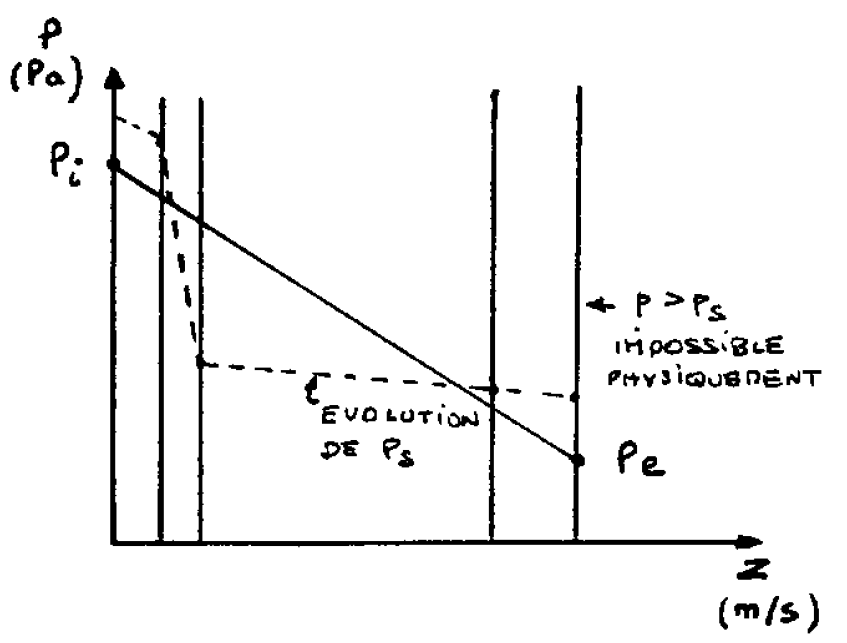 P
(Pa)
Pi
← P > Ps
IMPOSSIBLE
PHYSIQUEMENT
EVOLUTION
DE Ps
Pe
Z
(m/s)